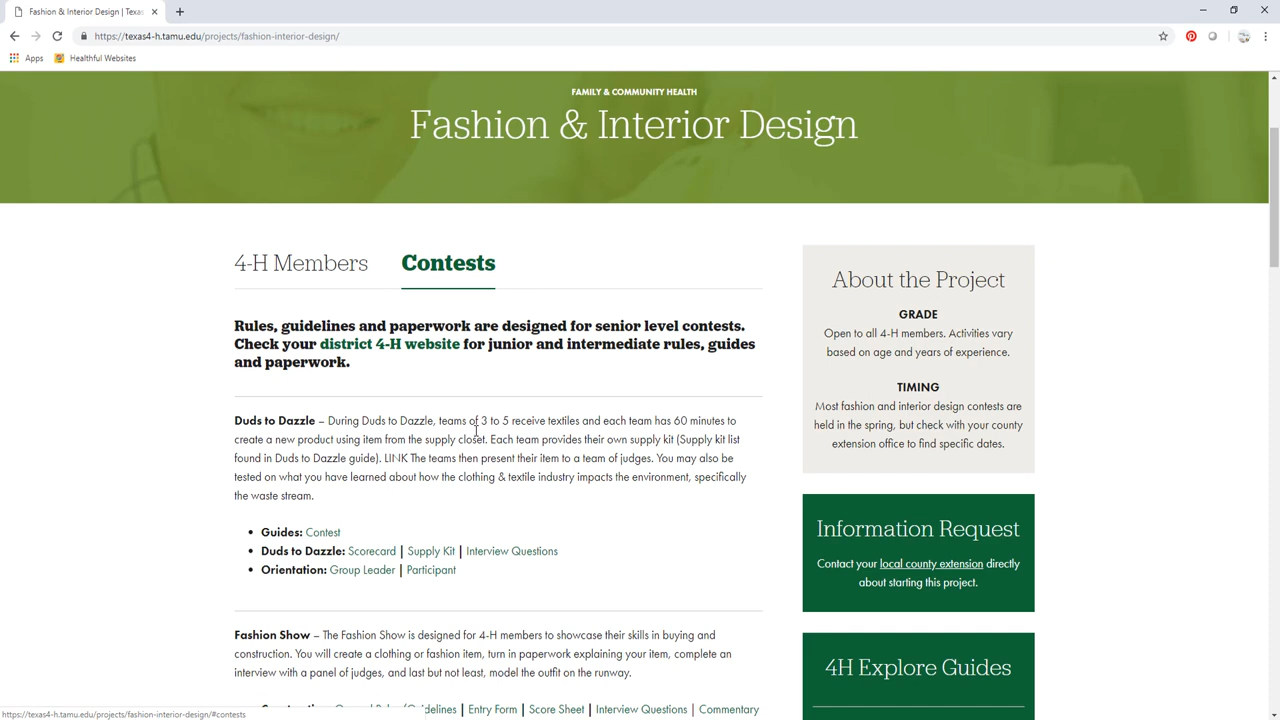 Fashion & Interior Design | Texas
https://texas4-h.tamu.edu/projects/fashion-interior-design/
Apps
Healthful Websites
FAMILY & COMMUNITY HEALTH
Fashion & Interior Design
4-H Members
Contests
Rules, guidelines and paperwork are designed for senior level contests.
Check your district 4-H website for junior and intermediate rules, guides
and paperwork.
Duds to Dazzle – During Duds to Dazzle, teams of 3 to 5 receive textiles and each team has 60 minutes to
create a new product using item from the supply closet. Each team provides their own supply kit (Supply kit list
found in Duds to Dazzle guide). LINK The teams then present their item to a team of judges. You may also be
tested on what you have learned about how the clothing & textile industry impacts the environment, specifically
the waste stream.
• Guides: Contest
• Duds to Dazzle: Scorecard | Supply Kit | Interview Questions
• Orientation: Group Leader | Participant
Fashion Show – The Fashion Show is designed for 4-H members to showcase their skills in buying and
construction. You will create a clothing or fashion item, turn in paperwork explaining your item, complete an
interview with a panel of judges, and last but not least, model the outfit on the runway.
| Entry Form | Score Sheet | Interview Questions | Commentary
About the Project
GRADE
Open to all 4-H members. Activities vary
based on age and years of experience.
TIMING
Most fashion and interior design contests are
held in the spring, but check with your county
extension office to find specific dates.
Information Request
Contact your local county extension directly
about starting this project.
4H Explore Guides
https://texas4-h.tamu.edu/projects/fashion-interior-design/#contests